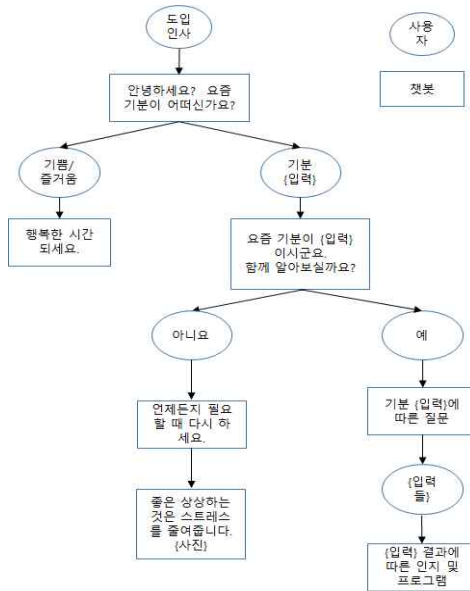 도입
인사
사용
자
안녕하세요? 요즘
기분이 어떠신가요?
챗봇
기쁨/
즐거움
기분
{입력}
행복한 시간
되세요.
요즘 기분이 {입력}
이시군요.
함께 알아보실까요?
아니요
예
언제든지 필요
할 때 다시 하
세요.
기분 {입력}에
따른 질문
좋은 상상하는
것은 스트레스
를 줄여줍니다.
{사진}
{입력
들}
{입력} 결과에
따른 인지 및
프로그램